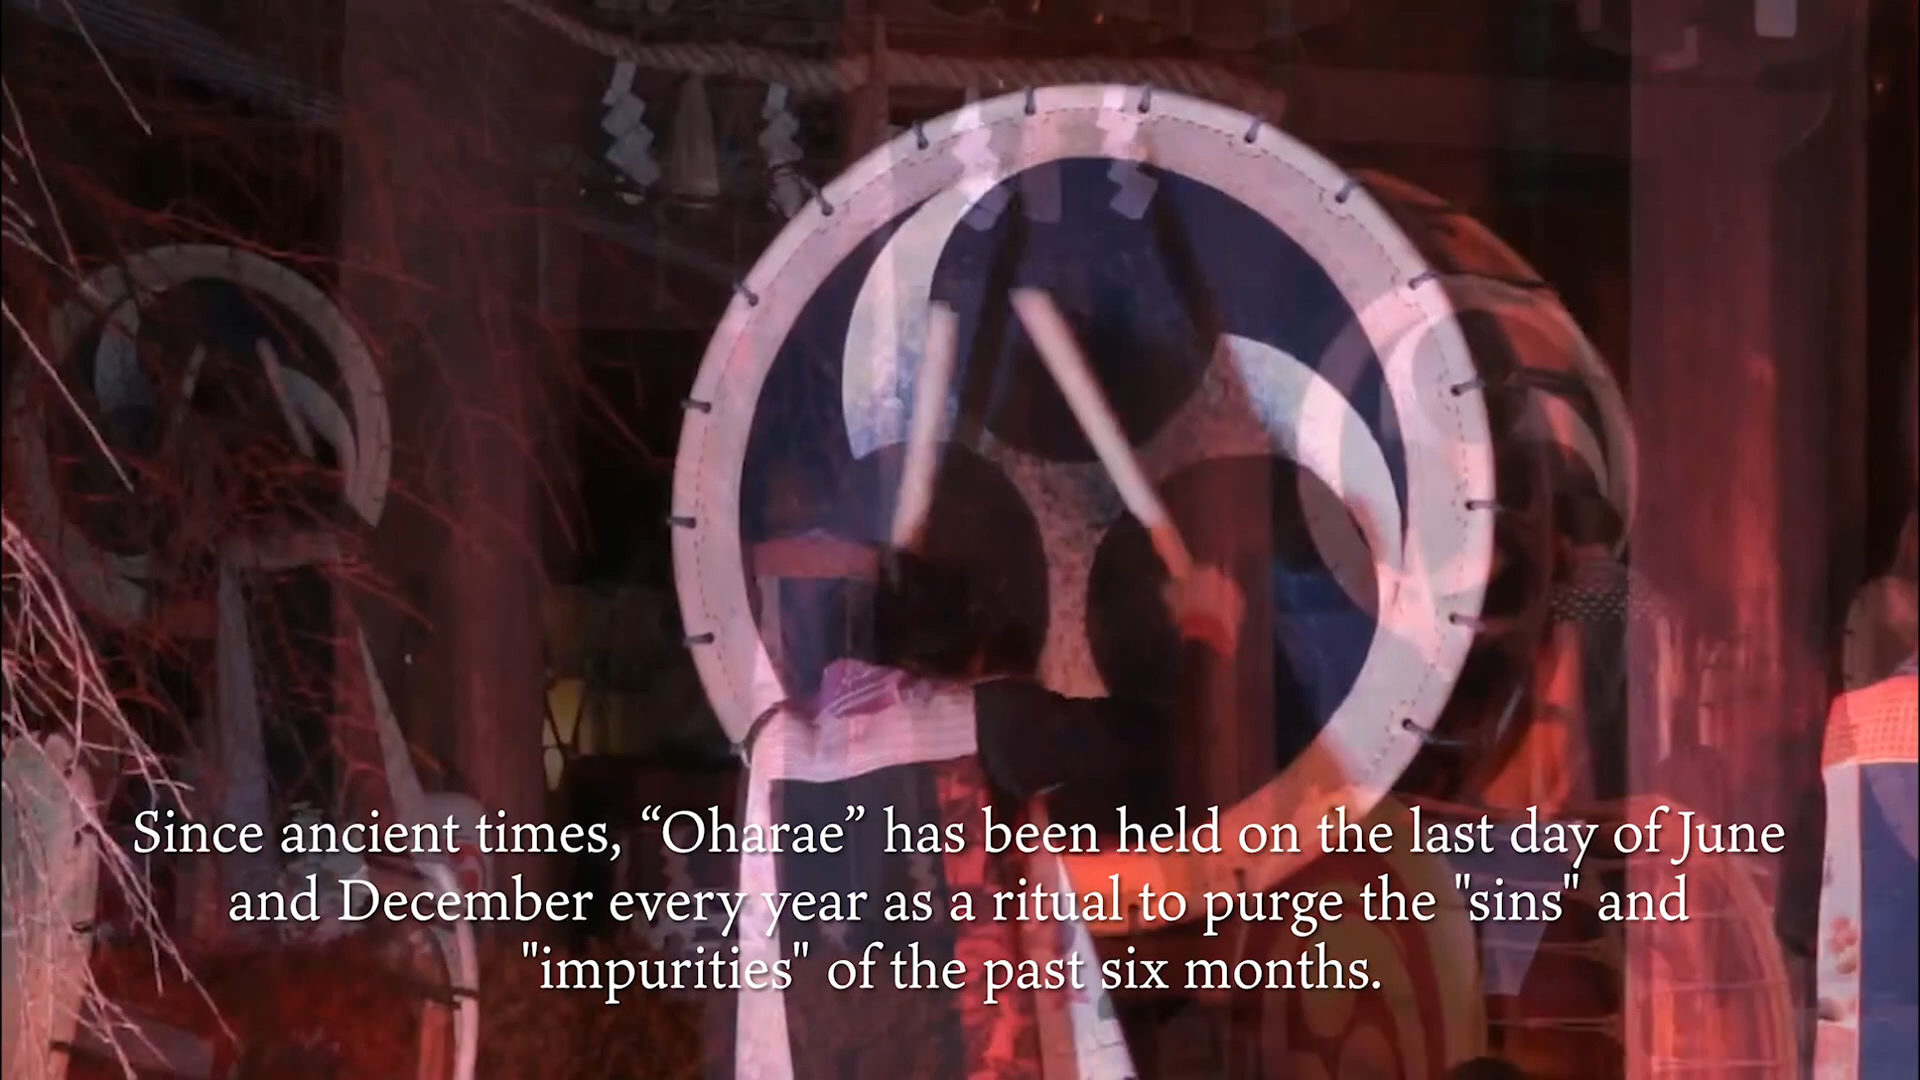 Since ancient times, “Oharae” has been held on the last day of June
and December every year as a ritual to purge the "sins" and
"impurities" of the past six months.